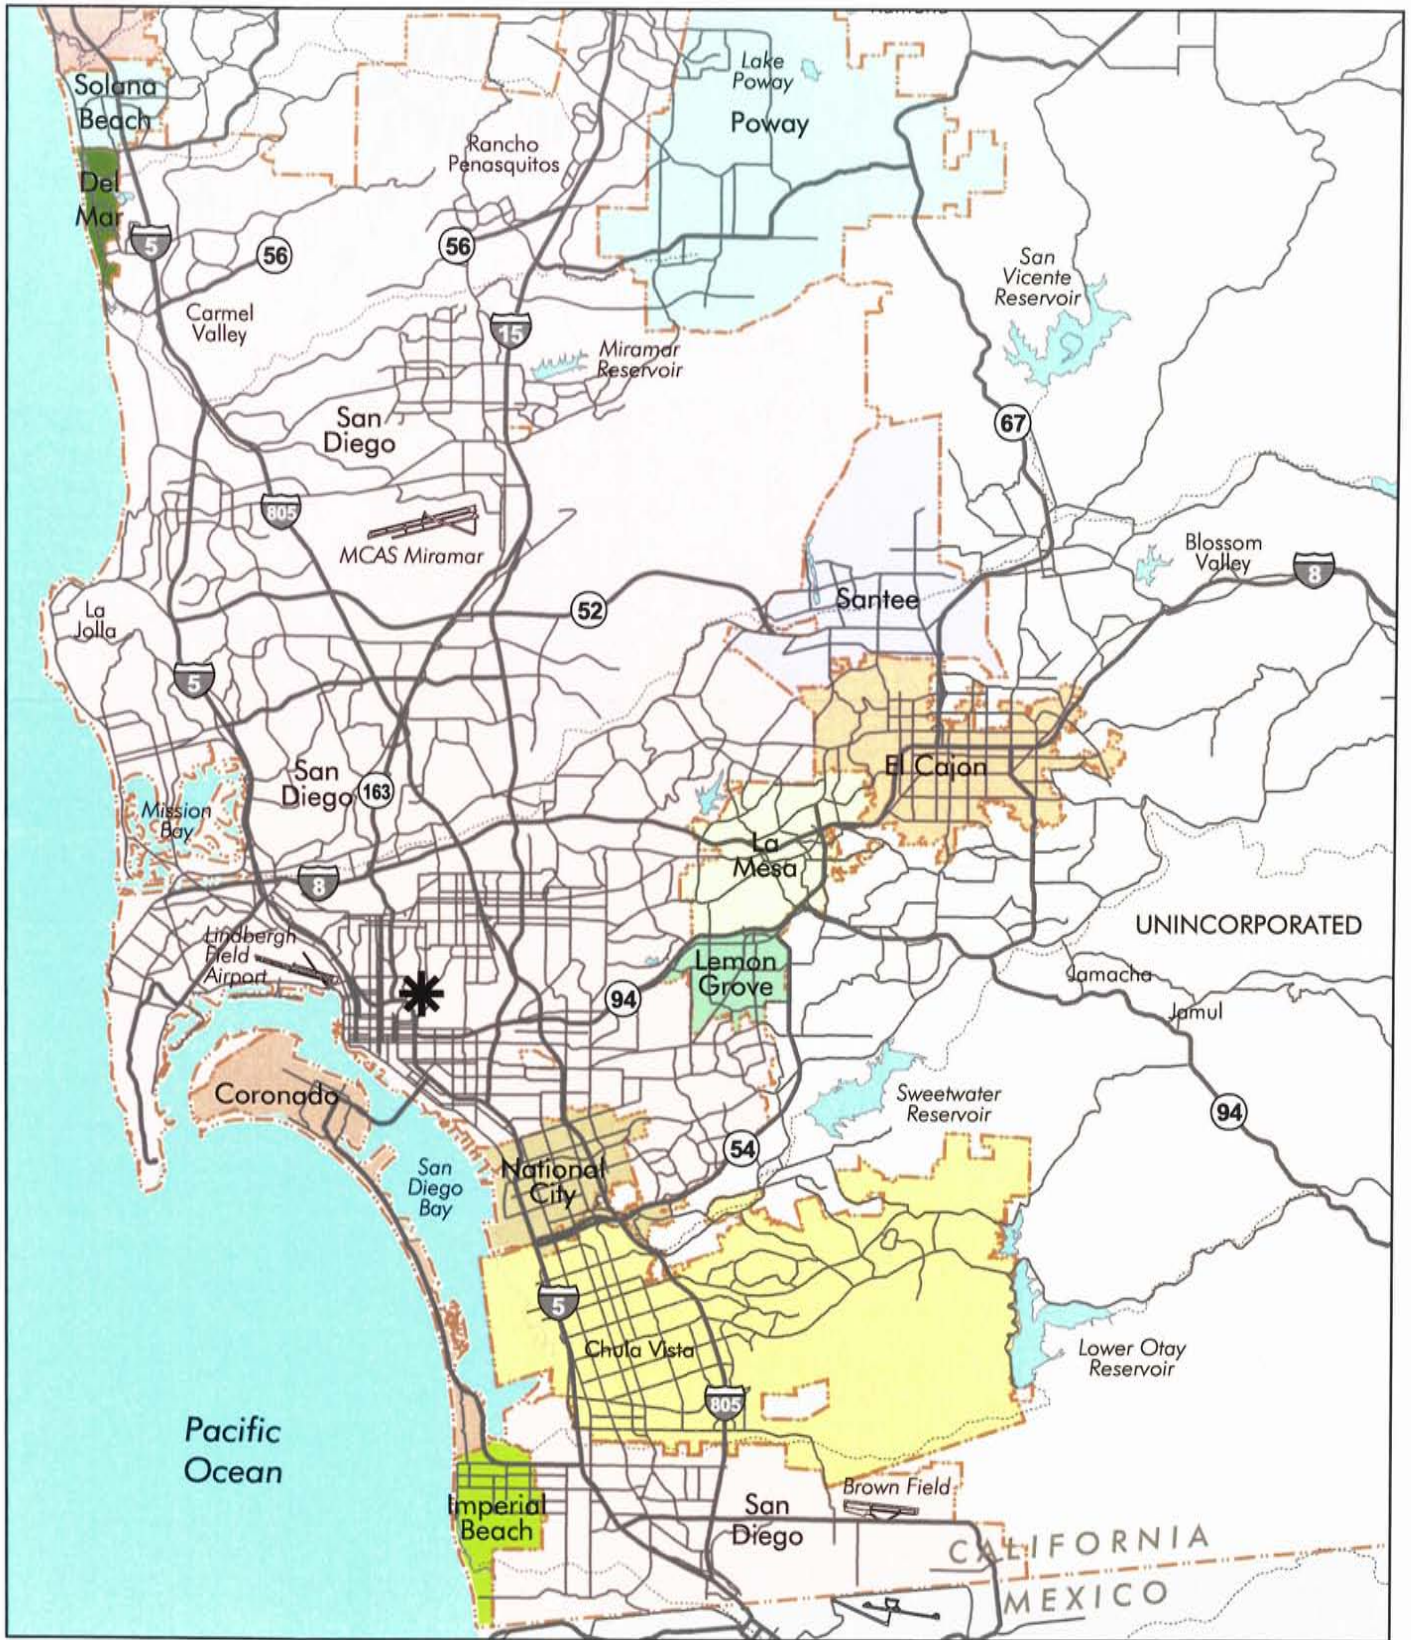 Lake
Poway
Poway
Solana
Beach
Rancho
Penasquitos
Del
Mar
5
56
56
San
Vicente
Reservoir
Carmel
Valley
15
Miramar
Reservoir
San
Diego
67
805
MCAS Miramar
Blossom
Valley
8
52
Santee
La
Jolla
5
San
Diego
163
El Cajon
Mission
Bay
La
Mesa
8
UNINCORPORATED
Lindbergh
Field
Airport
Lemon
Grove
Jamacha
94
Jamul
Coronado
Sweetwater
Reservoir
94
54
San
Diego
Bay
National
City
5
Chula Vista
Lower Otay
Reservoir
805
Pacific
Ocean
Brown Field
Imperial
Beach
San
Diego
CALIFORNIA
MEXICO